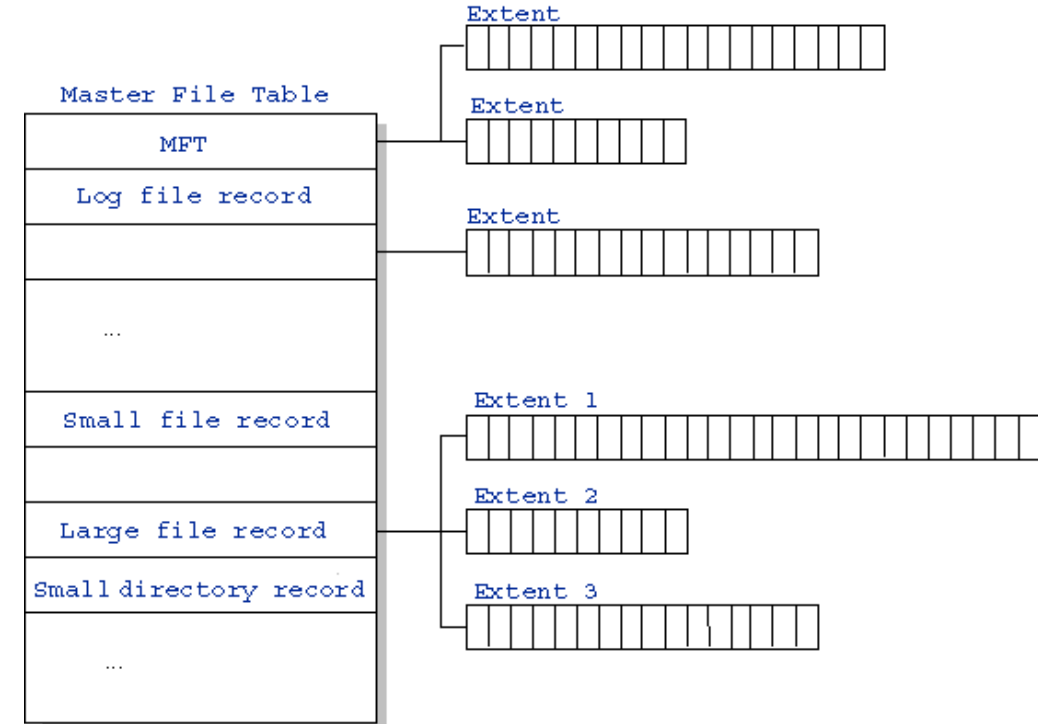 Extent
Extent
Master File Table
MFT
Log file record
Extent
...
Small file record
Large file record
Small directory record
...
Extent 1
Extent 2
Extent 3